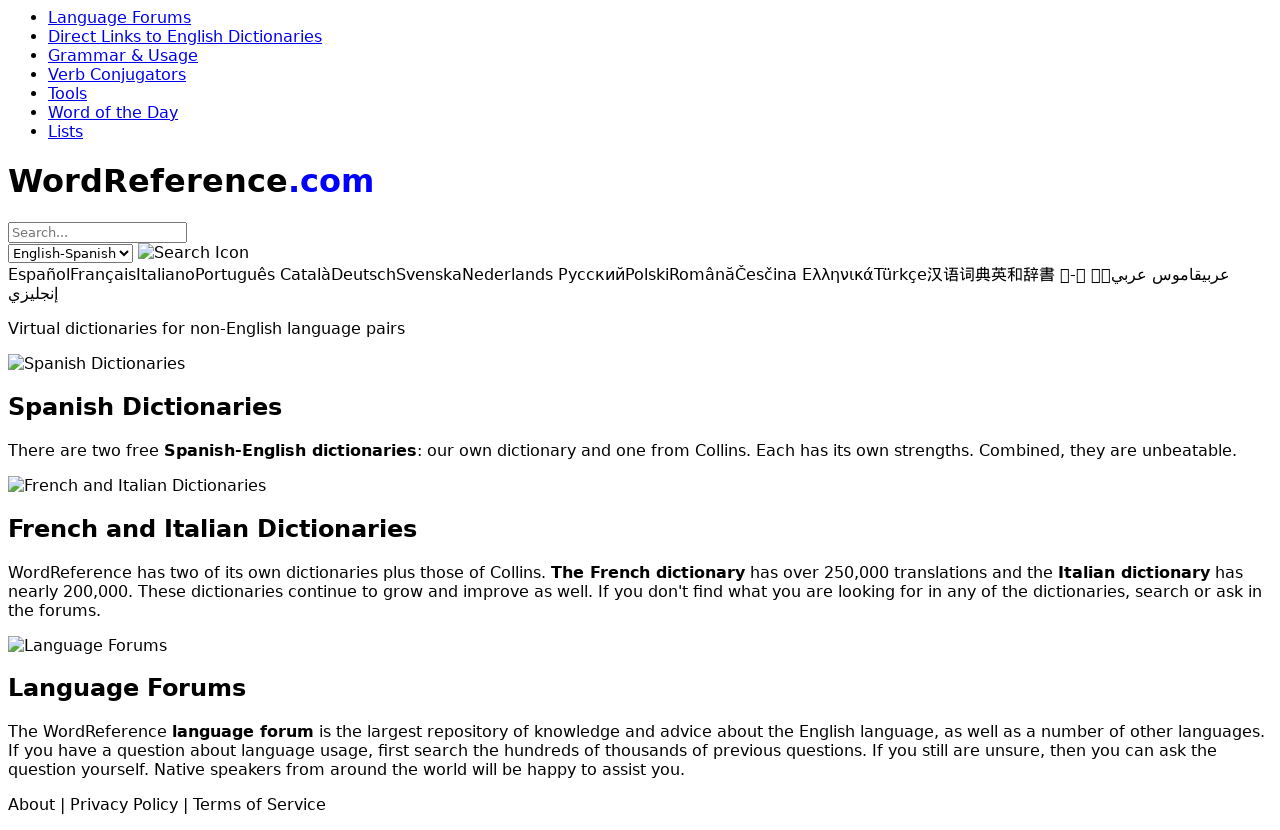 Language Forums
Direct Links to English Dictionaries
Grammar & Usage
Verb Conjugators
Tools
Word of the Day
Lists
WordReference.com
Search...
English-Spanish
Search Icon
EspañolFrançaisItalianoPortuguês CatalàDeutschSvenskaNederlands РусскийPolskiRomânăČesčina ΕλληνικάTürkçe汉语词典英和辞書 عربيقاموس عربي
إنجليزي
Virtual dictionaries for non-English language pairs
Spanish Dictionaries
Spanish Dictionaries
There are two free Spanish-English dictionaries: our own dictionary and one from Collins. Each has its own strengths. Combined, they are unbeatable.
French and Italian Dictionaries
French and Italian Dictionaries
WordReference has two of its own dictionaries plus those of Collins. The French dictionary has over 250,000 translations and the Italian dictionary has
nearly 200,000. These dictionaries continue to grow and improve as well. If you don't find what you are looking for in any of the dictionaries, search or ask in
the forums.
Language Forums
Language Forums
The WordReference language forum is the largest repository of knowledge and advice about the English language, as well as a number of other languages.
If you have a question about language usage, first search the hundreds of thousands of previous questions. If you still are unsure, then you can ask the
question yourself. Native speakers from around the world will be happy to assist you.
About | Privacy Policy | Terms of Service